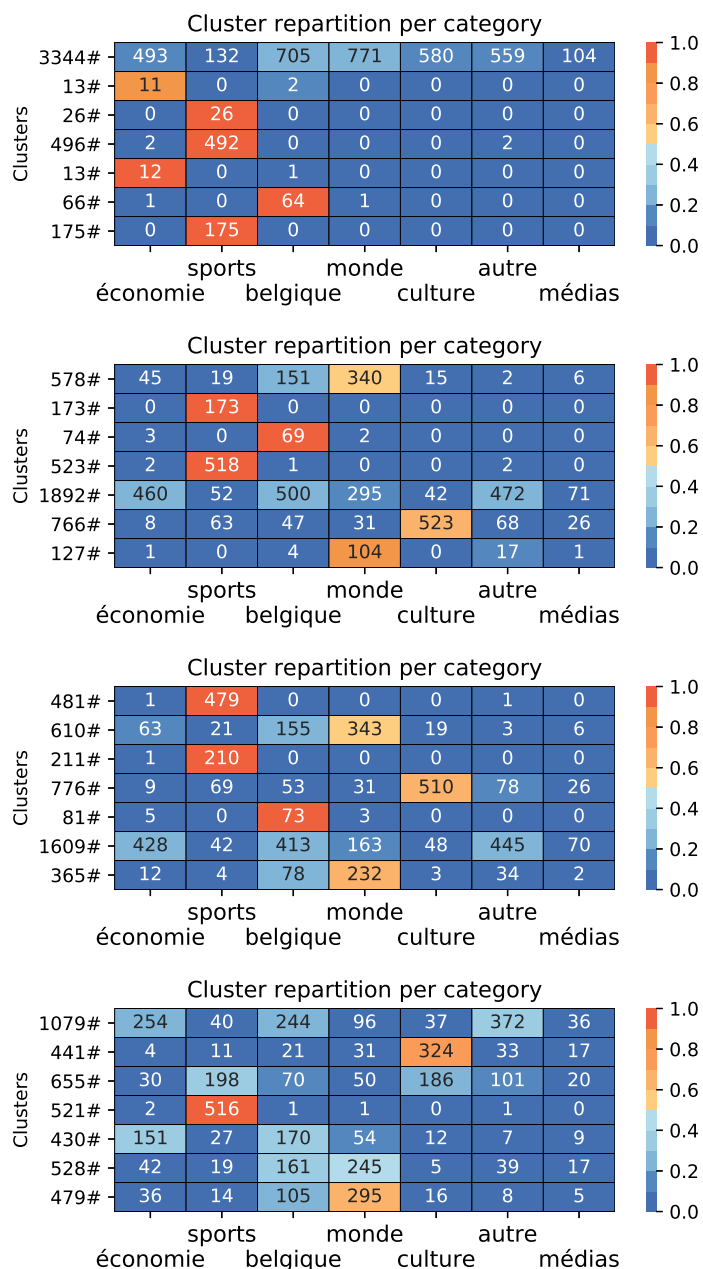 Cluster repartition per category
3344# 493 132 705 771 580 559 104 1.0
13# 11 0 2 0 0 0 0 0.8
26# 0 26 0 0 0 0 0 0.6
496# 2 492 0 0 0 2 0 0.4
13# 12 0 1 0 0 0 0
66# 1 0 64 1 0 0 0 0.2
175# 0 175 0 0 0 0 0 0.0
Clusters
sports monde autre
économie belgique culture médias
Cluster repartition per category
578# 45 19 151 340 15 2 6 1.0
173# 0 173 0 0 0 0 0 0.8
74# 3 0 69 2 0 0 0 0.6
523# 2 518 1 0 0 2 0 0.4
1892# 460 52 500 295 42 472 71
766# 8 63 47 31 523 68 26 0.2
127# 1 0 4 104 0 17 1 0.0
Clusters
sports monde autre
économie belgique culture médias
Cluster repartition per category
481# 1 479 0 0 0 1 0 1.0
610# 63 21 155 343 19 3 6 0.8
211# 1 210 0 0 0 0 0 0.6
776# 9 69 53 31 510 78 26 0.4
81# 5 0 73 3 0 0 0
1609# 428 42 413 163 48 445 70 0.2
365# 12 4 78 232 3 34 2 0.0
Clusters
sports monde autre
économie belgique culture médias
Cluster repartition per category
1079# 254 40 244 96 37 372 36 1.0
441# 4 11 21 31 324 33 17 0.8
655# 30 198 70 50 186 101 20 0.6
521# 2 516 1 1 0 1 0 0.4
430# 151 27 170 54 12 7 9
528# 42 19 161 245 5 39 17 0.2
479# 36 14 105 295 16 8 5 0.0
Clusters
sports monde autre
économie belgique culture médias